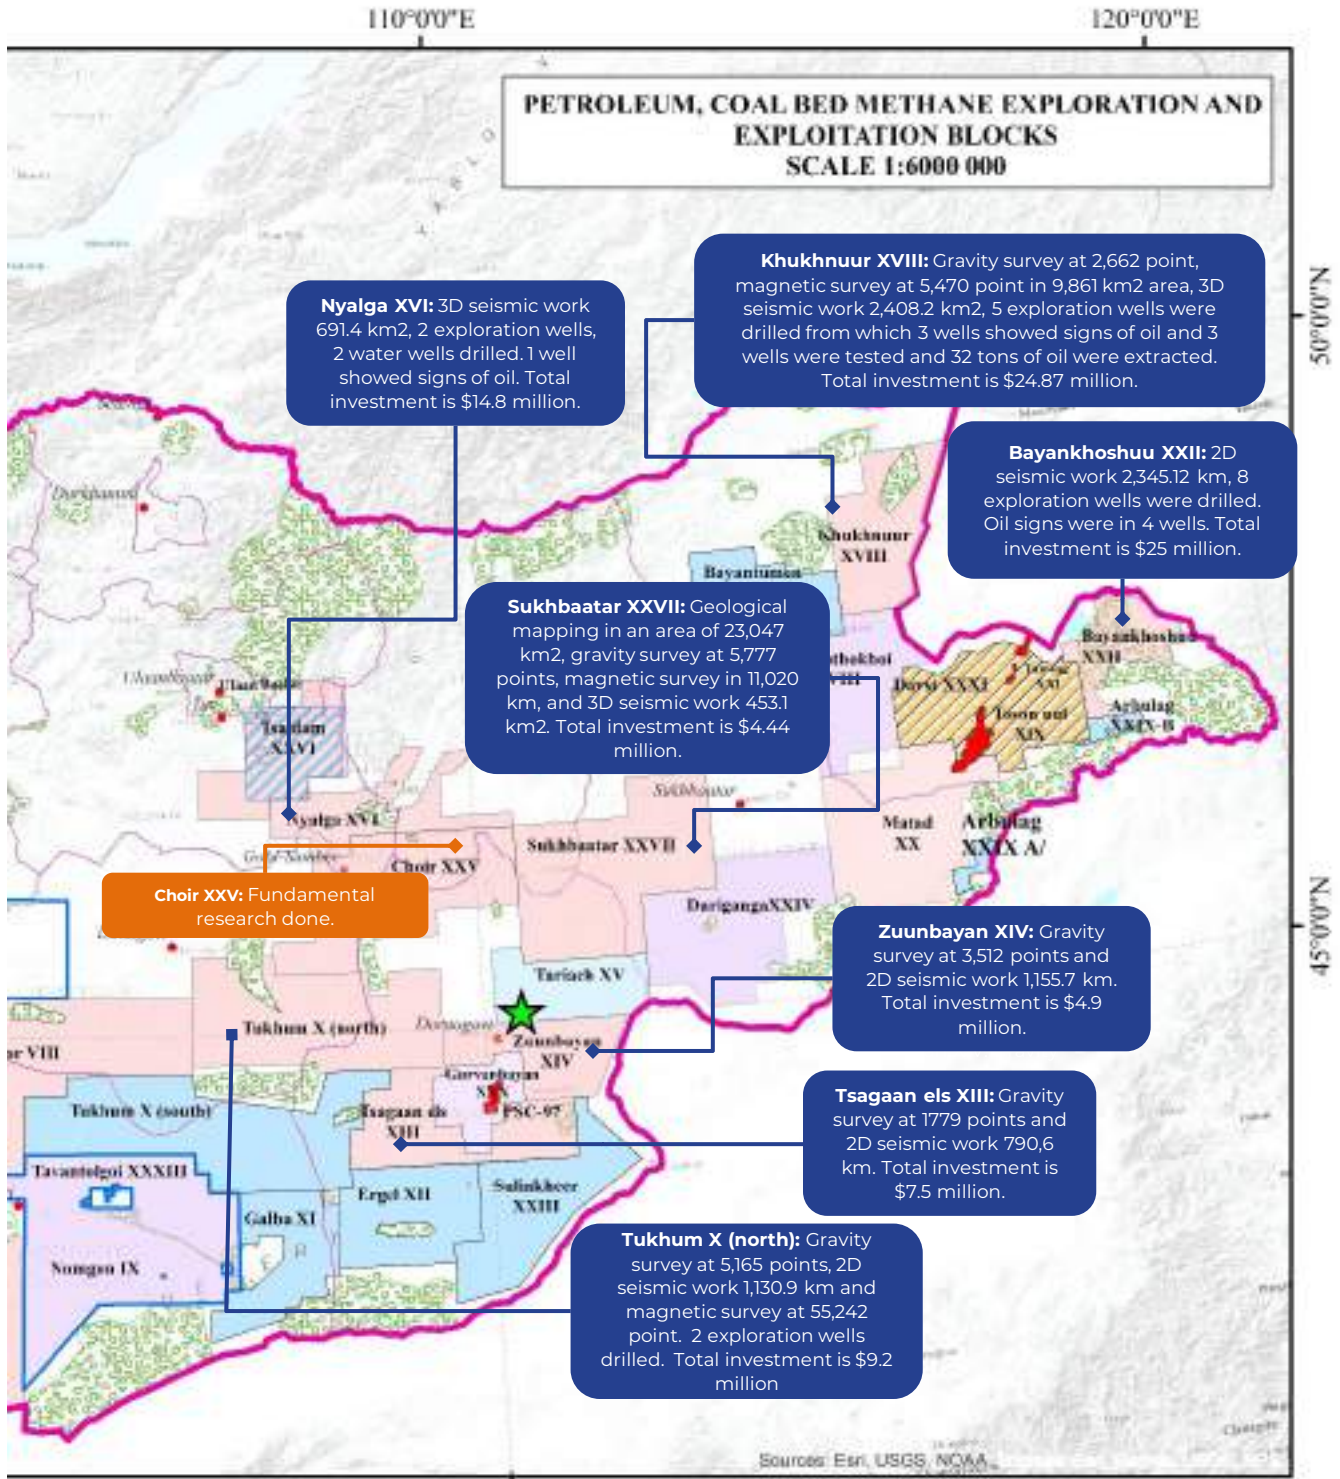 110°0'0"E
120°0'0"E
PETROLEUM, COAL BED METHANE EXPLORATION AND
EXPLOITATION BLOCKS
SCALE 1:6000 000
50°0'0"N
45°0'0"N
Khukhnuur XVIII: Gravity survey at 2,662 point,
magnetic survey at 5,470 point in 9,861 km2 area, 3D
seismic work 2,408.2 km2, 5 exploration wells were
drilled from which 3 wells showed signs of oil and 3
wells were tested and 32 tons of oil were extracted.
Total investment is $24.87 million.
Nyalga XVI: 3D seismic work
691.4 km2, 2 exploration wells,
2 water wells drilled. 1 well
showed signs of oil. Total
investment is $14.8 million.
Bayankhoshuu XXII: 2D
seismic work 2,345.12 km, 8
exploration wells were drilled.
Oil signs were in 4 wells. Total
investment is $25 million.
Khukhnuur
XVIII
Bayantumen
Sukhbaatar XXVII: Geological
mapping in an area of 23,047
km2, gravity survey at 5,777
points, magnetic survey in 11,020
km, and 3D seismic work 453.1
km2. Total investment is $4.44
million.
Bayankhoshuu
XXII
Toson uul
XIX
Arbulag
XXIX-B
XXVI
Sukhbaatar
Nyalga XVI
Choir XXV
Sukhbaatar XXVII
Matad
XX
Arbulag
XXIX A/
Choir XXV: Fundamental
research done.
DarigangaXXIV
Zuunbayan XIV: Gravity
survey at 3,512 points and
2D seismic work 1,155.7 km.
Total investment is $4.9
million.
Tariach XV
Tukhum X (north)
Zuunbayan
XIV
VIII
Tukhum X (south)
Tsagaan els
XIII
PSC-97
Tsagaan els XIII: Gravity
survey at 1779 points and
2D seismic work 790,6
km. Total investment is
$7.5 million.
Tavantolgoi XXXIII
Ergel XII
Sulinkheer
XXIII
Galba XI
Nomgon IX
Tukhum X (north): Gravity
survey at 5,165 points, 2D
seismic work 1,130.9 km and
magnetic survey at 55,242
point. 2 exploration wells
drilled. Total investment is $9.2
million
Sources: Esri, USGS, NOAA